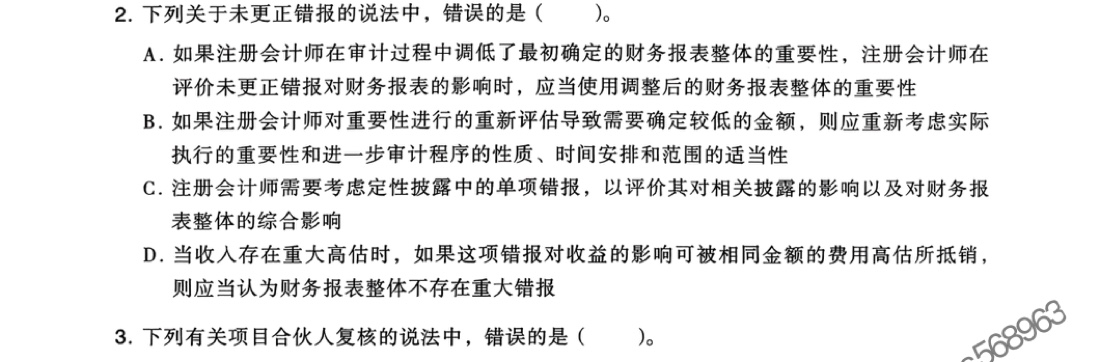 2. 下列关于未更正错报的说法中，错误的是（　　）。
A. 如果注册会计师在审计过程中调低了最初确定的财务报表整体的重要性，注册会计师在
评价未更正错报对财务报表的影响时，应当使用调整后的财务报表整体的重要性
B. 如果注册会计师对重要性进行的重新评估导致需要确定较低的金额，则应重新考虑实际
执行的重要性和进一步审计程序的性质、时间安排和范围的适当性
C. 注册会计师需要考虑定性披露中的单项错报，以评价其对相关披露的影响以及对财务报
表整体的综合影响
D. 当收入存在重大高估时，如果这项错报对收益的影响可被相同金额的费用高估所抵销，
则应当认为财务报表整体不存在重大错报
3. 下列有关项目合伙人复核的说法中，错误的是（　　）。
568963